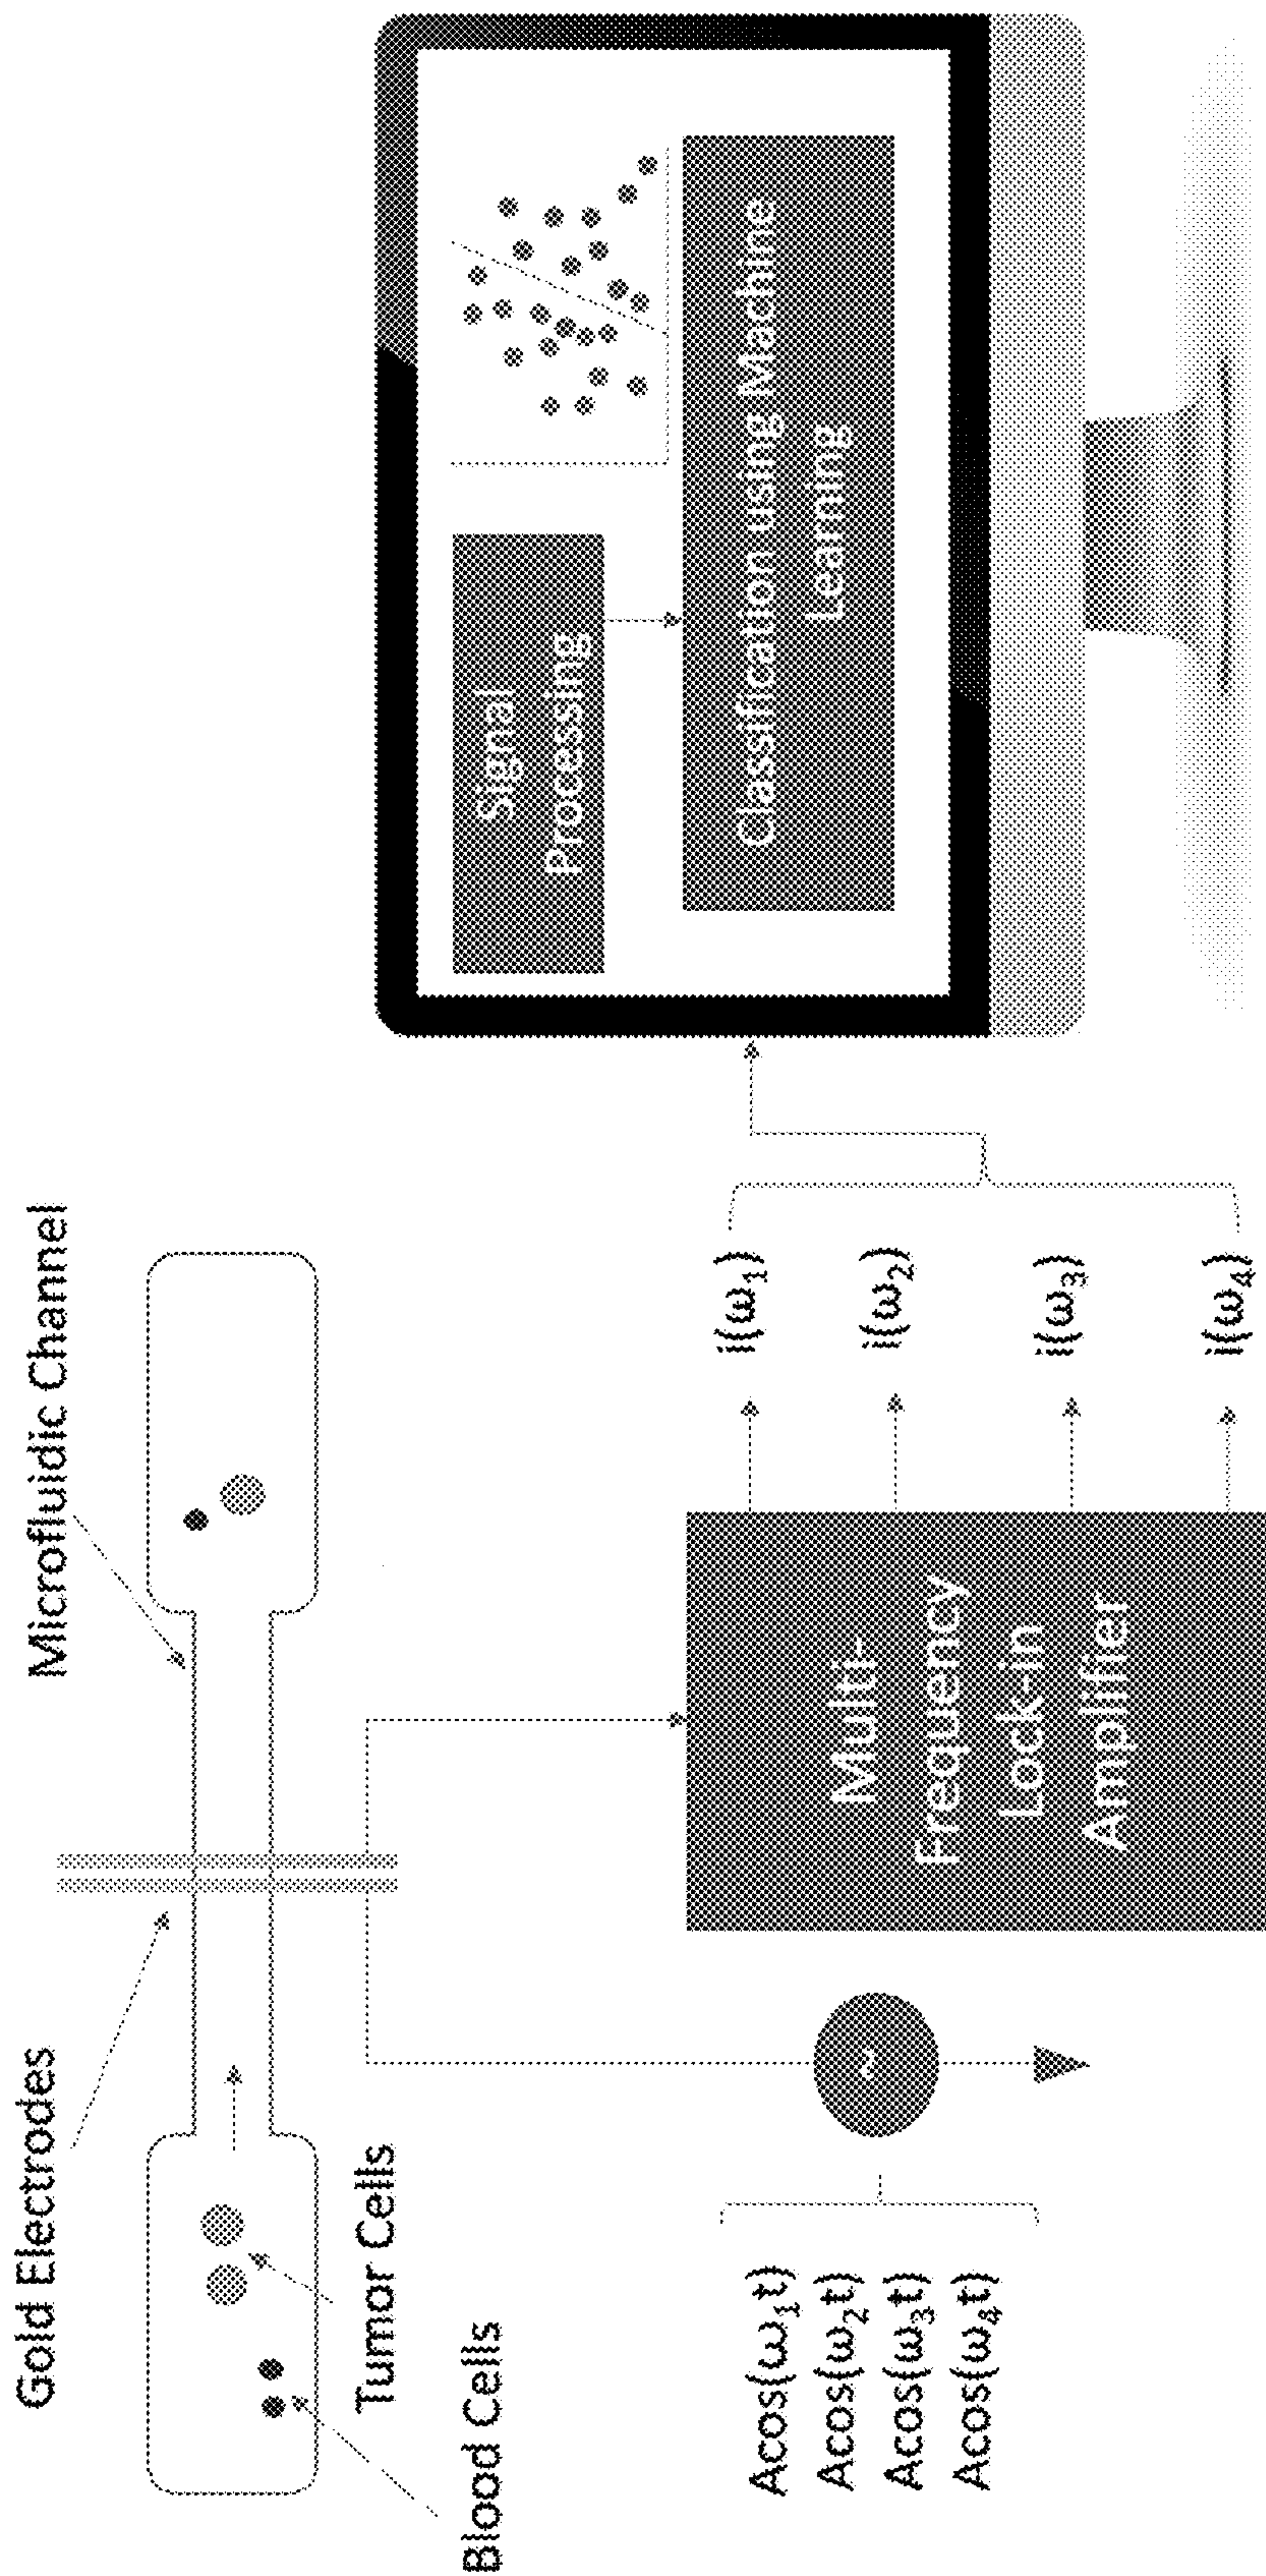 Gold Electrodes
Microfluidic Channel
Tumor Cells
Blood Cells
Acos(ω₁t)
Acos(ω₂t)
Acos(ω₃t)
Acos(ω₄t)
~
Multi-
Frequency
Lock-in
Amplifier
i(ω₁)
i(ω₂)
i(ω₃)
i(ω₄)
Signal
Processing
Classification using Machine
Learning